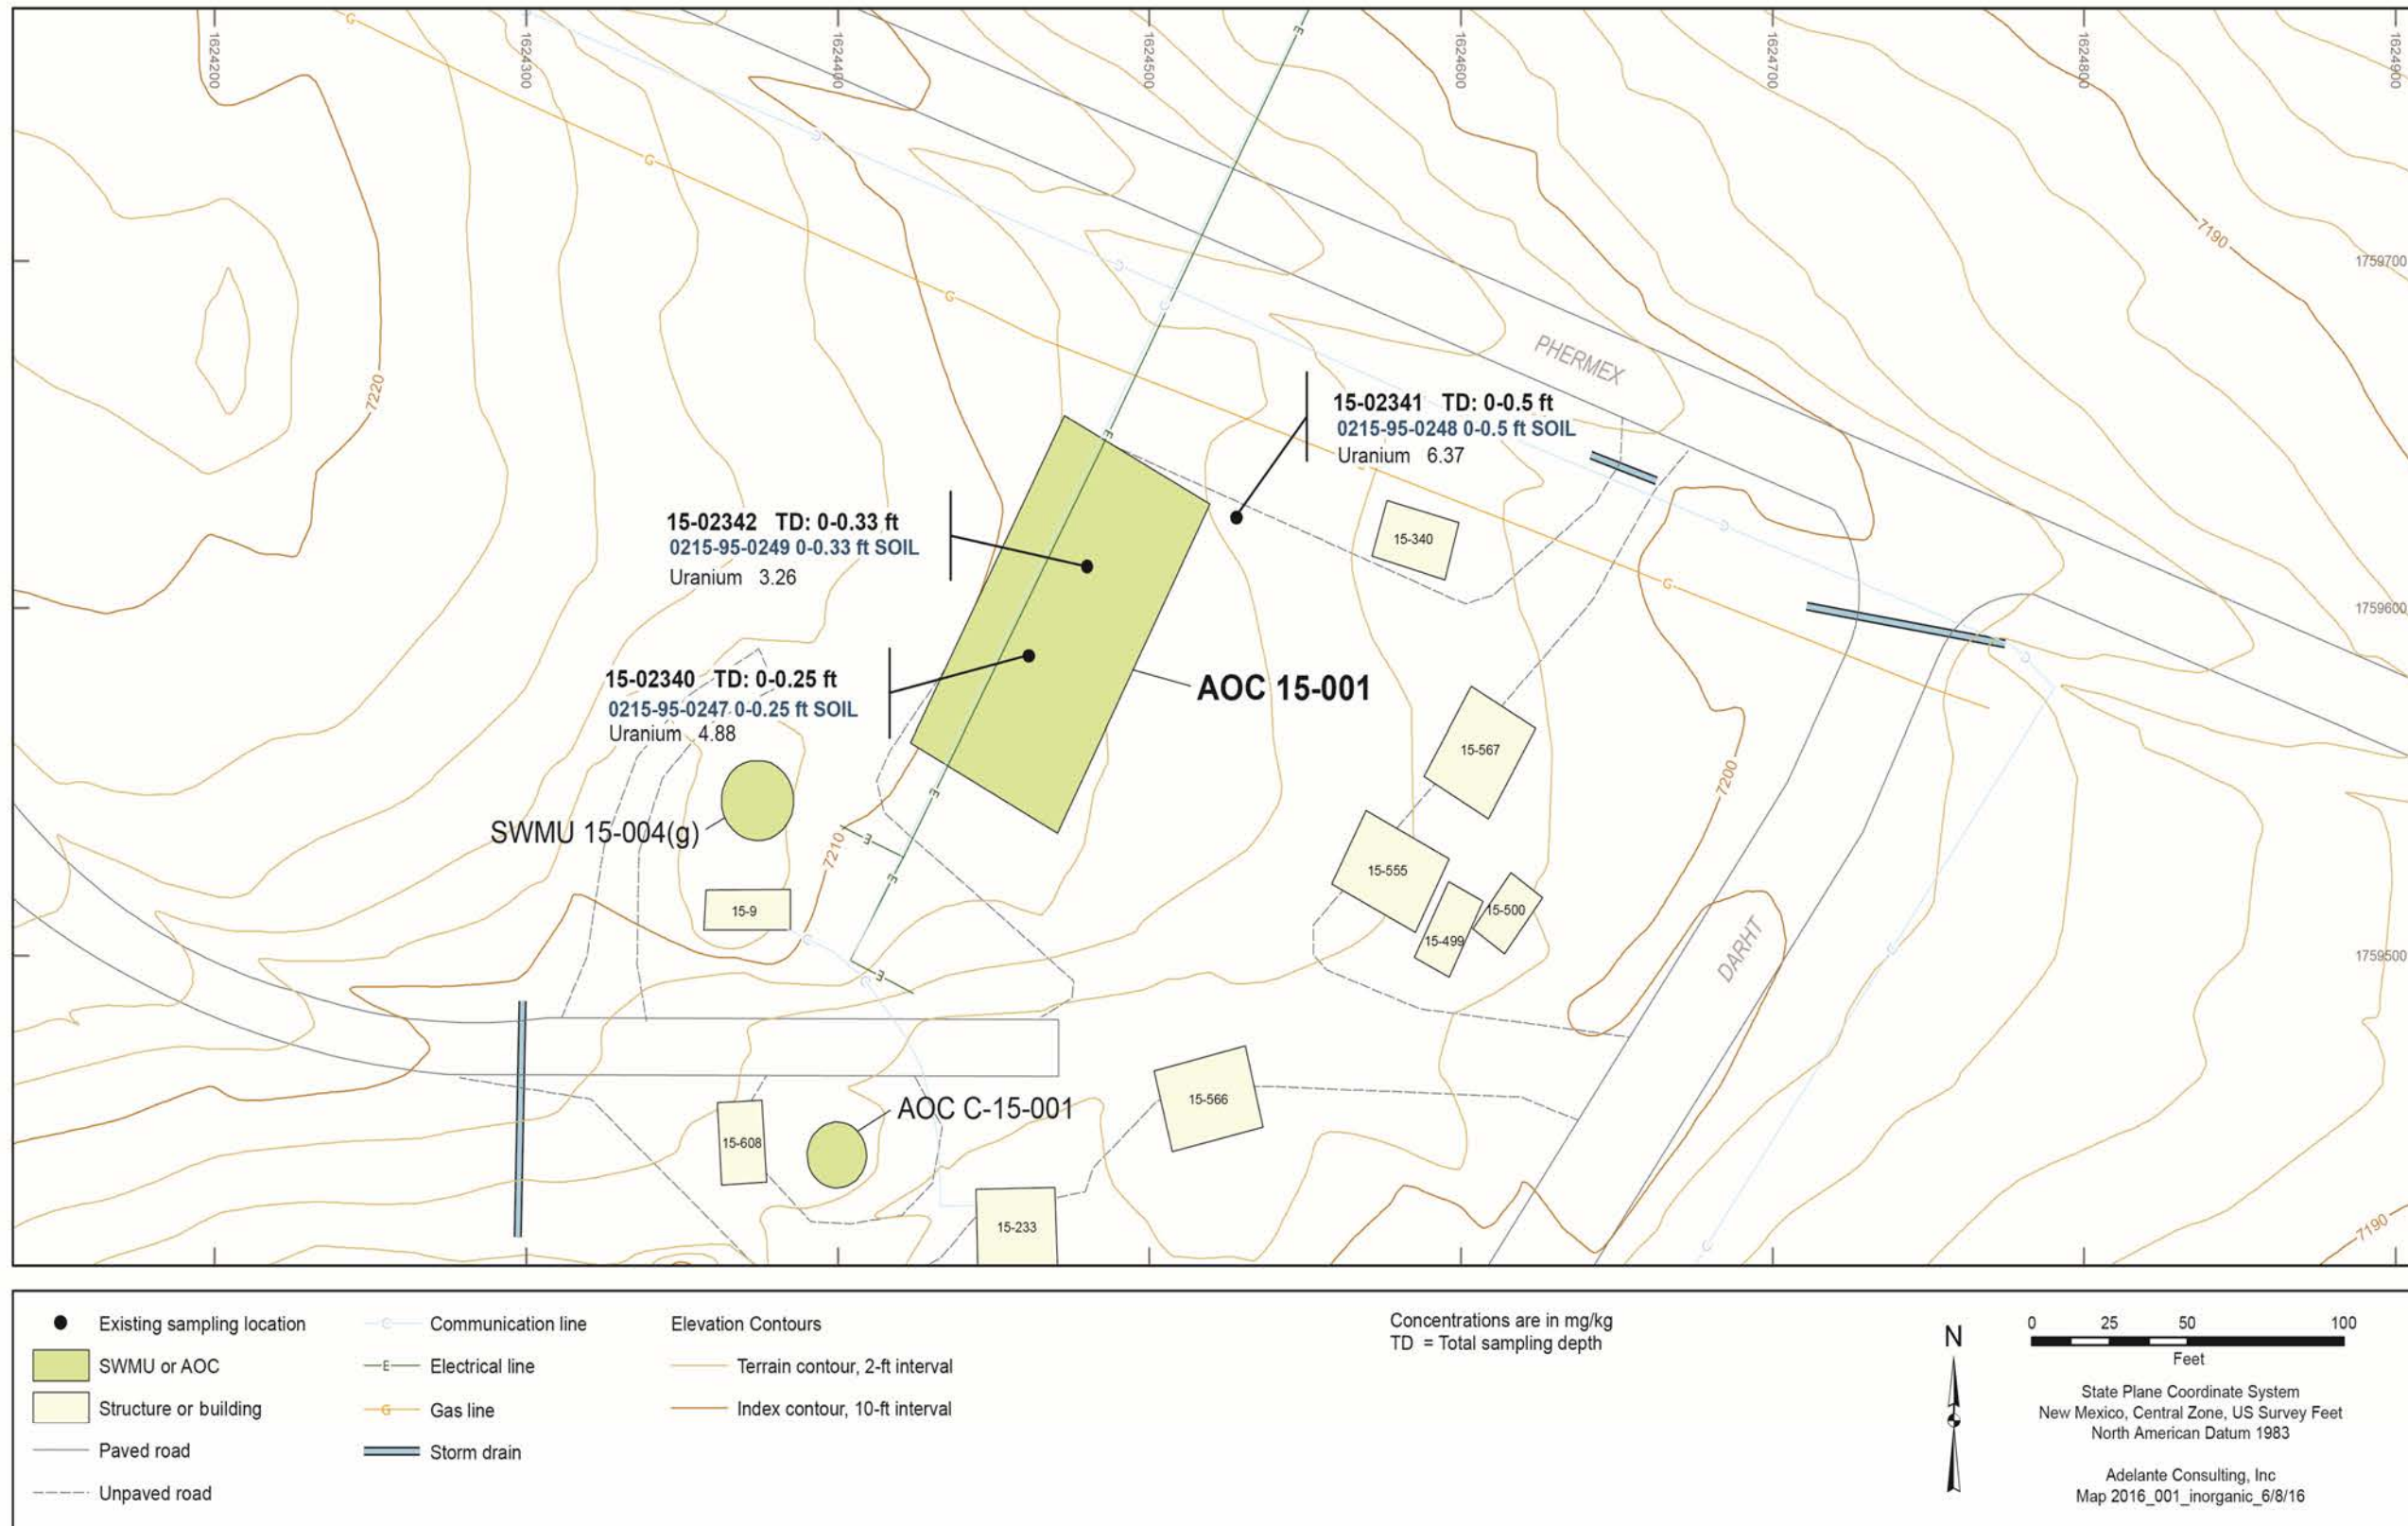 1624200
1624300
1624400
1624500
1624600
1624700
1624800
1624900
G
E
C
G
7190
C
1759700
G
C
PHERMEX
7220
15-02341 TD: 0-0.5 ft
0215-95-0248 0-0.5 ft SOIL
Uranium 6.37
E
15-02342 TD: 0-0.33 ft
0215-95-0249 0-0.33 ft SOIL
Uranium 3.26
C
15-340
G
1759600
C
15-02340 TD: 0-0.25 ft
0215-95-0247 0-0.25 ft SOIL
Uranium 4.88
AOC 15-001
15-567
7200
E
SWMU 15-004(g)
7210
E
E
15-555
15-9
15-500
15-499
C
DARHT
C
1759500
E
C
15-566
AOC C-15-001
15-608
15-233
C
7190
Existing sampling location
SWMU or AOC
Structure or building
Paved road
Unpaved road
C Communication line
E Electrical line
G Gas line
Storm drain
Elevation Contours
Terrain contour, 2-ft interval
Index contour, 10-ft interval
Concentrations are in mg/kg
TD = Total sampling depth
N
0 25 50 100
Feet
State Plane Coordinate System
New Mexico, Central Zone, US Survey Feet
North American Datum 1983
Adelante Consulting, Inc
Map 2016_001_inorganic_6/8/16